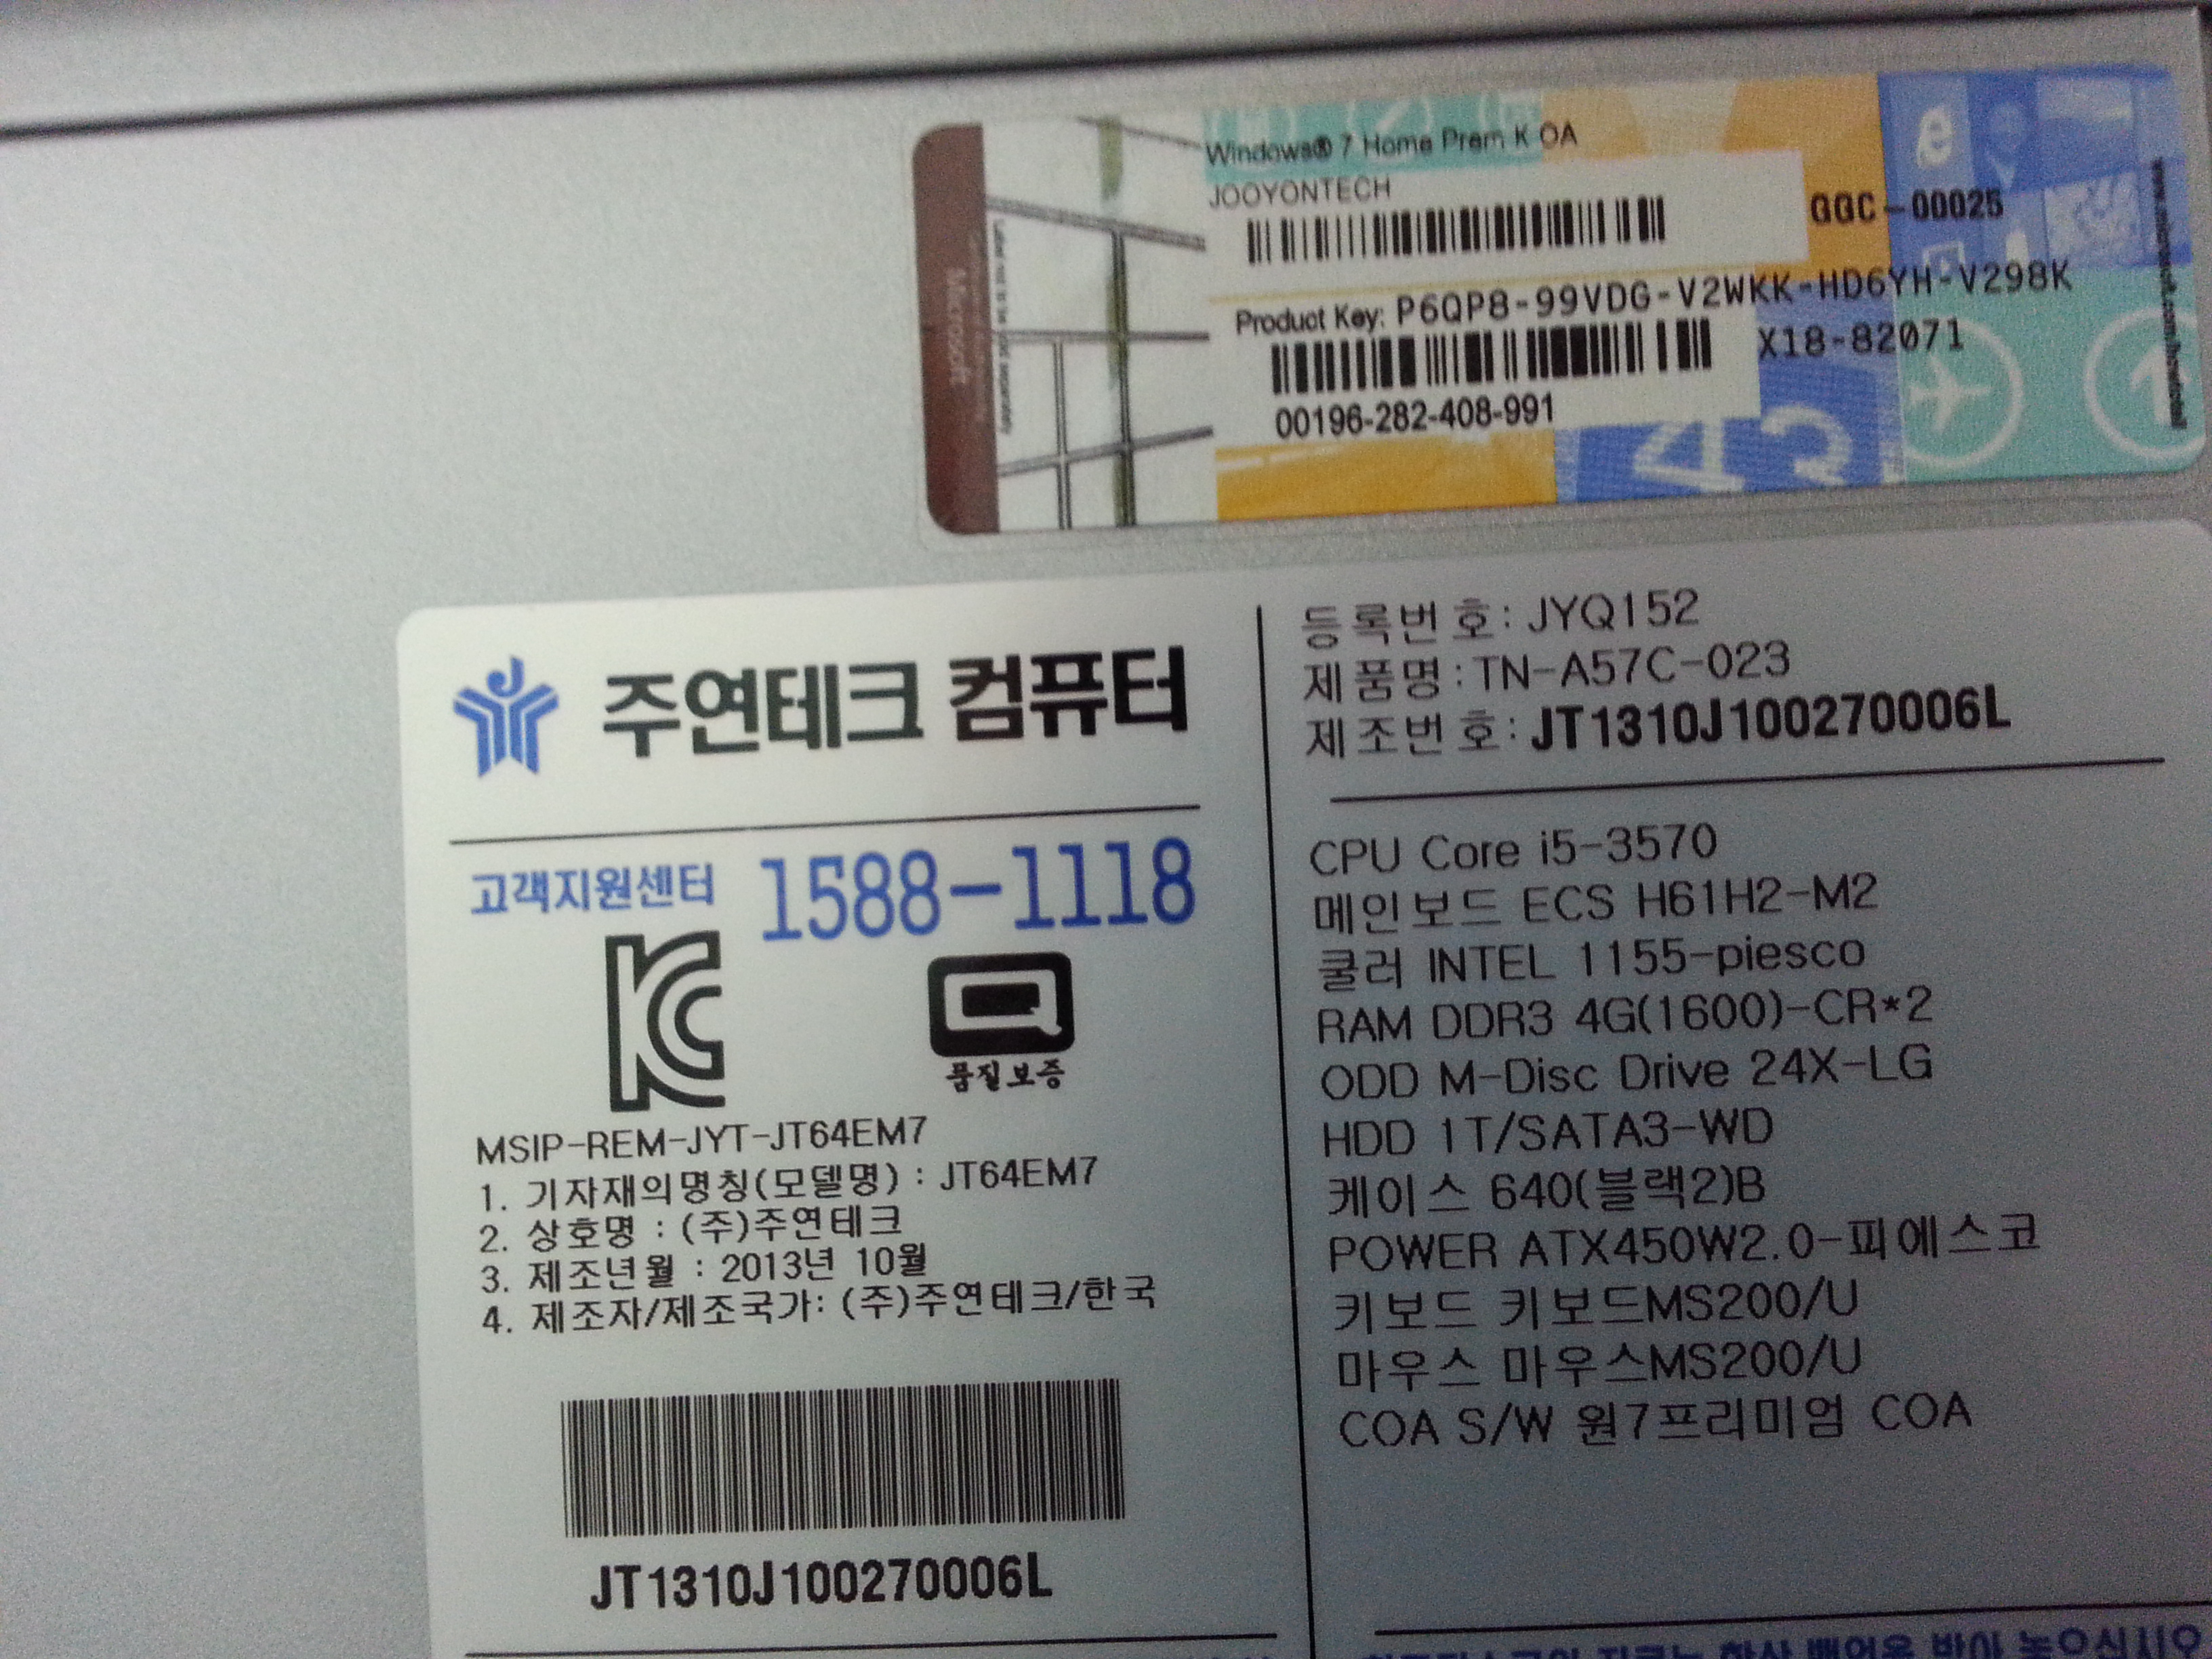 Windows® 7 Home Prem K OA
JOOYONTECH
GGC-00025
Product Key: P6QP8-99VDG-V2WKK-HD6YH-V298K
X18-82071
00196-282-408-991
Microsoft
Label not to be sold separately
43
1
주연테크 컴퓨터
고객지원센터 1588-1118
품질보증
MSIP-REM-JYT-JT64EM7
1. 기자재의명칭(모델명) : JT64EM7
2. 상호명 : (주)주연테크
3. 제조년월 : 2013년 10월
4. 제조자/제조국가: (주)주연테크/한국
JT1310J100270006L
등록번호: JYQ152
제품명: TN-A57C-023
제조번호: JT1310J100270006L
CPU Core i5-3570
메인보드 ECS H61H2-M2
쿨러 INTEL 1155-piesco
RAM DDR3 4G(1600)-CR*2
ODD M-Disc Drive 24X-LG
HDD 1T/SATA3-WD
케이스 640(블랙2)B
POWER ATX450W2.0-피에스코
키보드 키보드MS200/U
마우스 마우스MS200/U
COA S/W 윈7프리미엄 COA